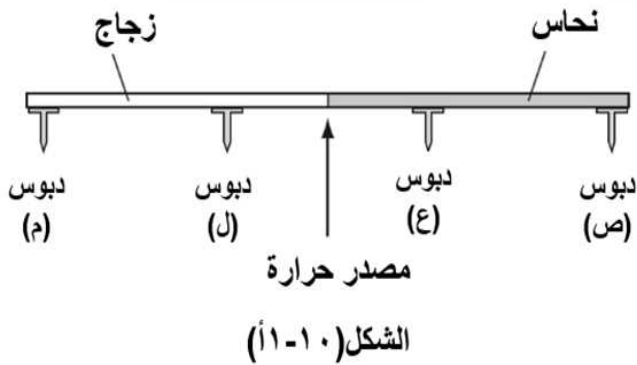 نحاس
زجاج
دبوس
(ص)
دبوس
(ع)
دبوس
(ل)
دبوس
(م)
مصدر حرارة
الشكل(١٠-١أ)